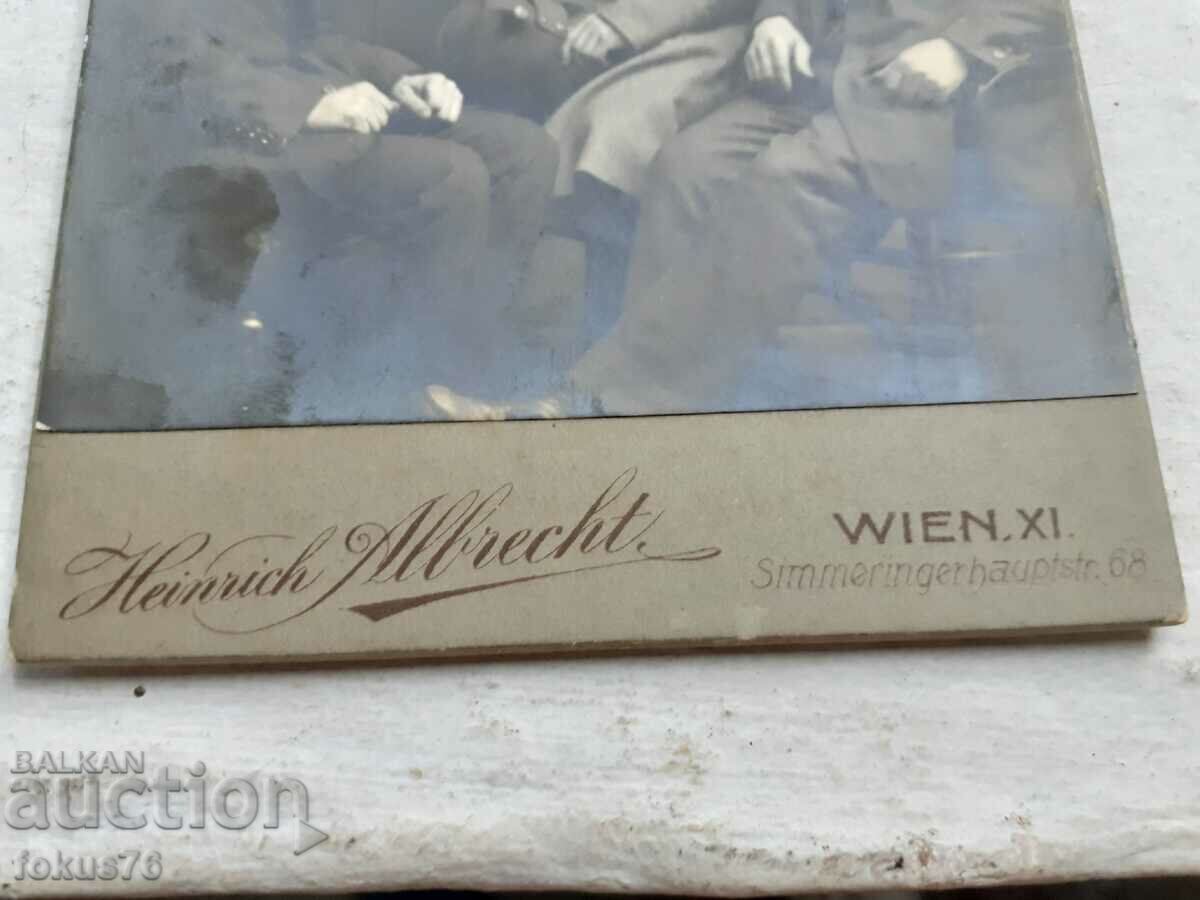 Heinrich Albrecht.
WIEN. XI.
Simmeringerhauptstr. 68
BALKAN
auction
fokus76